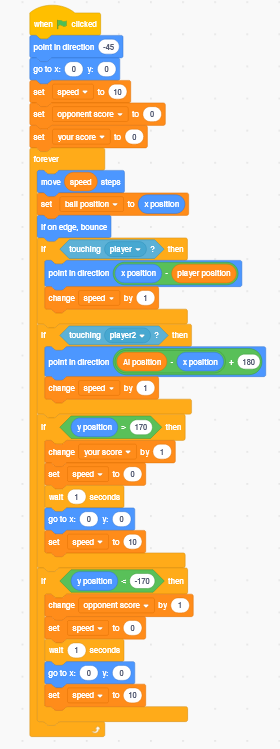 when clicked
point in direction -45
go to x: 0 y: 0
set speed to 10
set opponent score to 0
set your score to 0
forever
move speed steps
set ball position to x position
if on edge, bounce
if touching player ? then
point in direction x position - player position
change speed by 1
if touching player2 ? then
point in direction AI position - x position + 180
change speed by 1
if y position > 170 then
change your score by 1
set speed to 0
wait 1 seconds
go to x: 0 y: 0
set speed to 10
if y position < -170 then
change opponent score by 1
set speed to 0
wait 1 seconds
go to x: 0 y: 0
set speed to 10